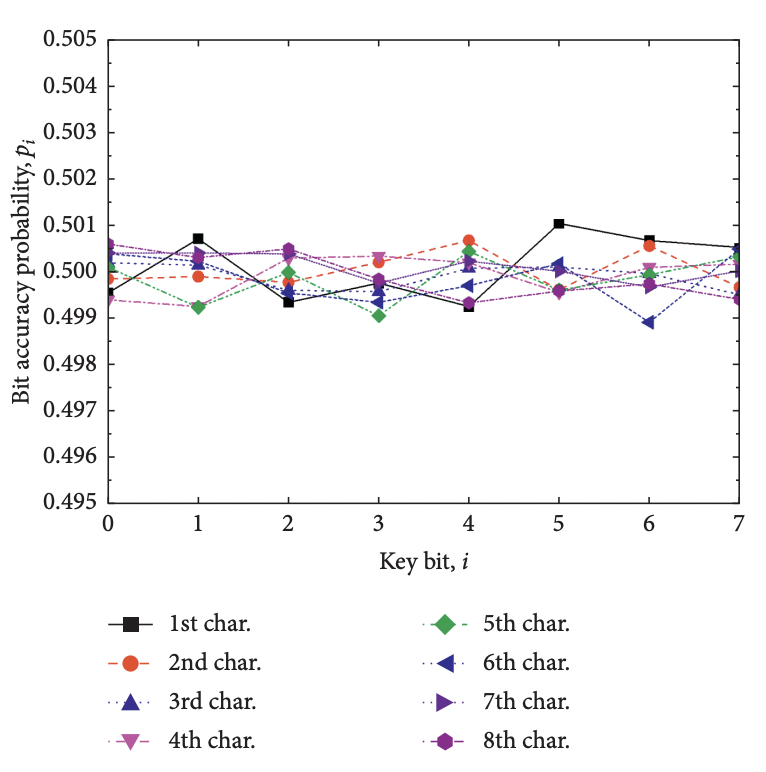 Bit accuracy probability, pᵢ
0.505
0.504
0.503
0.502
0.501
0.500
0.499
0.498
0.497
0.496
0.495
0 1 2 3 4 5 6 7
Key bit, i
1st char.
2nd char.
3rd char.
4th char.
5th char.
6th char.
7th char.
8th char.